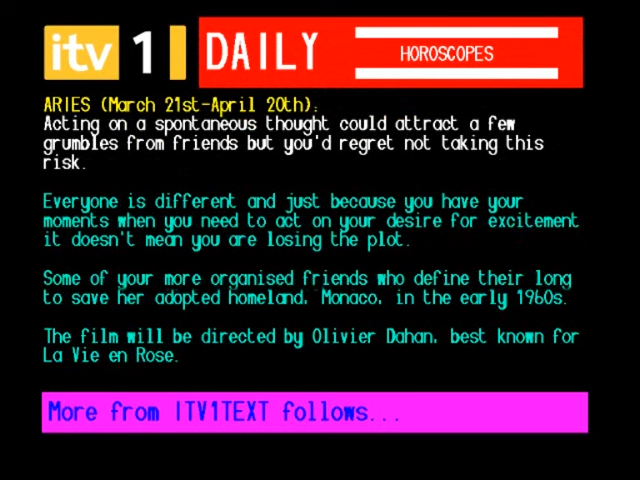 itv 1 DAILY HOROSCOPES
ARIES (March 21st-April 20th):
Acting on a spontaneous thought could attract a few
grumbles from friends but you'd regret not taking this
risk.
Everyone is different and just because you have your
moments when you need to act on your desire for excitement
it doesn't mean you are losing the plot.
Some of your more organised friends who define their long
to save her adopted homeland, Monaco, in the early 1960s.
The film will be directed by Olivier Dahan, best known for
La Vie en Rose.
More from ITV1TEXT follows...